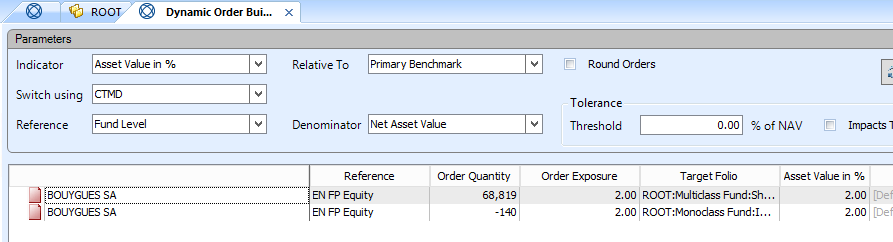 ROOT
Dynamic Order Bui...
Parameters
Indicator Asset Value in % Relative To Primary Benchmark Round Orders
Switch using CTMD
Tolerance
Reference Fund Level Denominator Net Asset Value Threshold 0.00 % of NAV Impacts T
Reference Order Quantity Order Exposure Target Folio Asset Value in %
BOUYGUES SA EN FP Equity 68,819 2.00 ROOT:Multiclass Fund:Sh... 2.00 [Def
BOUYGUES SA EN FP Equity -140 2.00 ROOT:Monoclass Fund:I... 2.00 [Def